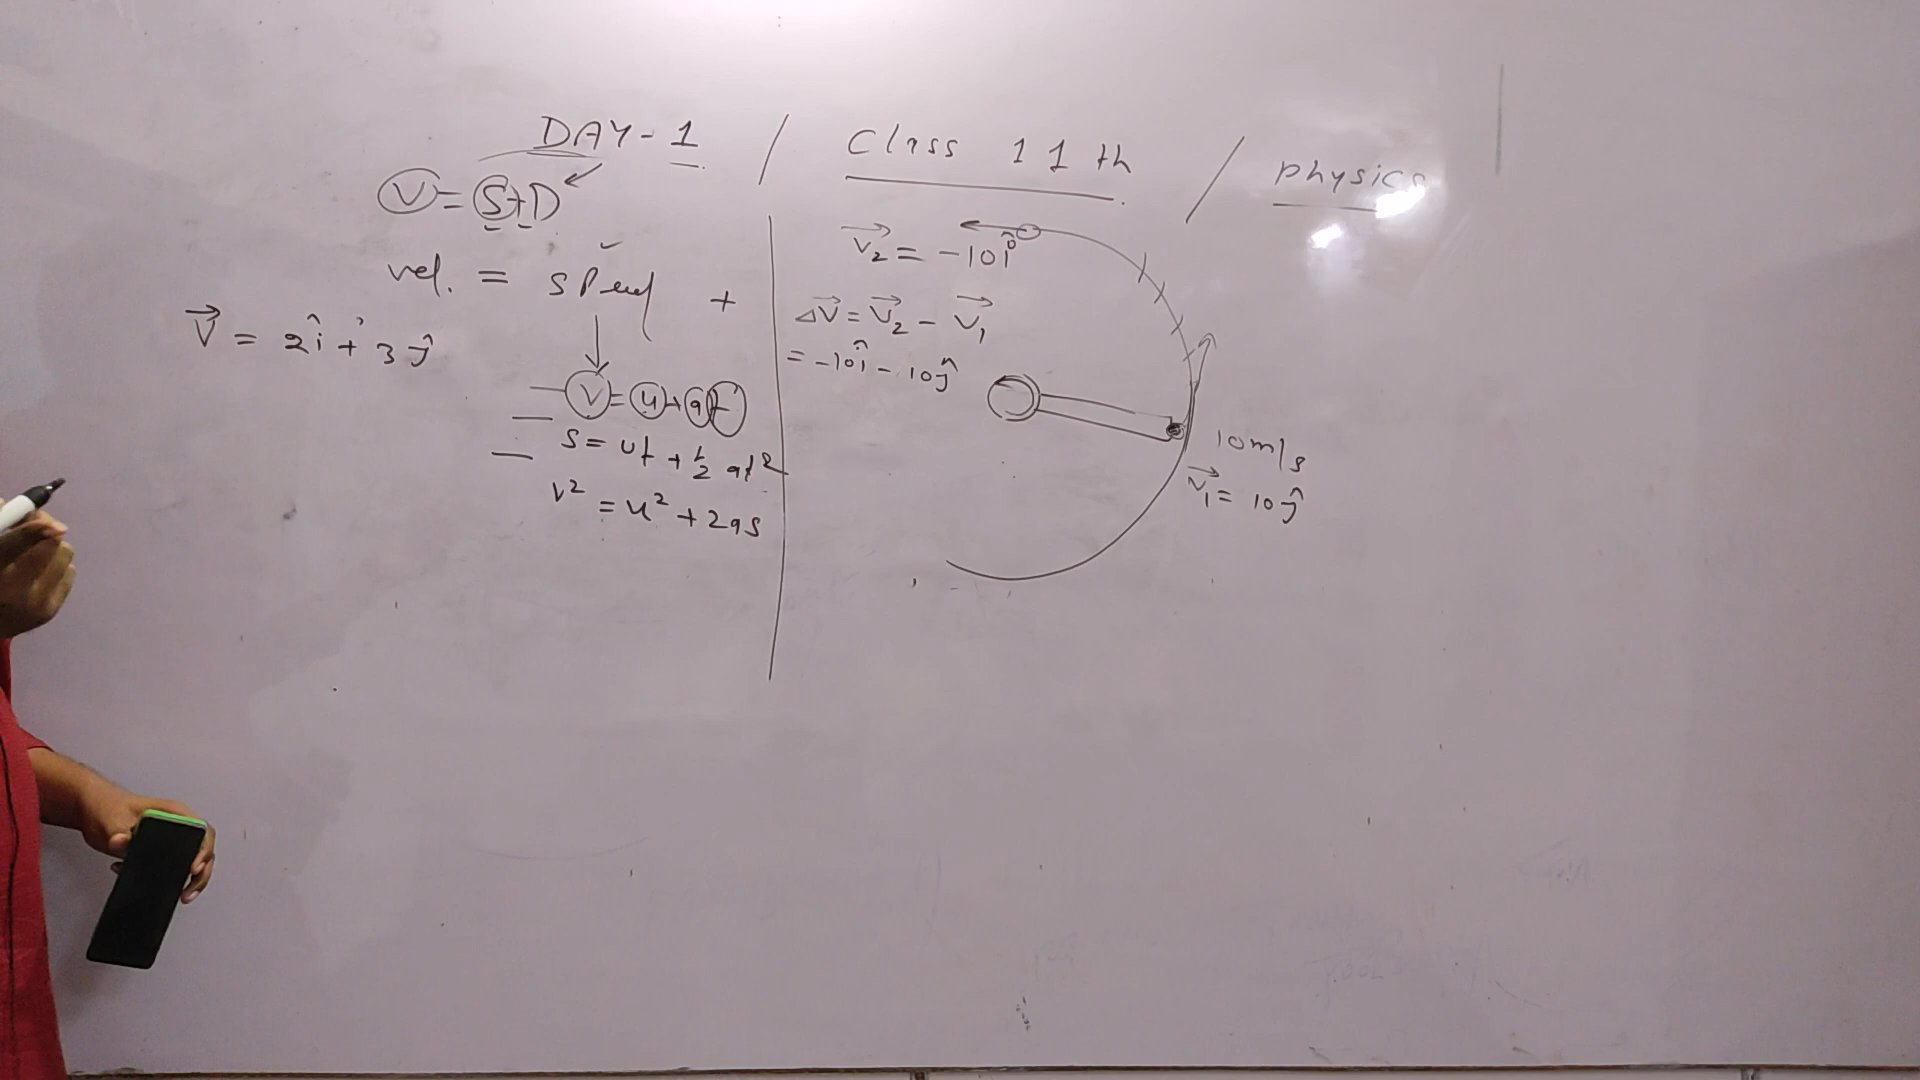 DAY-1 / Class 11th / Physics
V = S+D
vel. = speed +
V⃗ = 2î + 3ĵ
V = u+at
S = ut + ½ at²
V² = u² + 2as
V⃗₂ = -10î
ΔV⃗ = V⃗₂ - V⃗₁
= -10î - 10ĵ
10m/s
V⃗₁ = 10ĵ